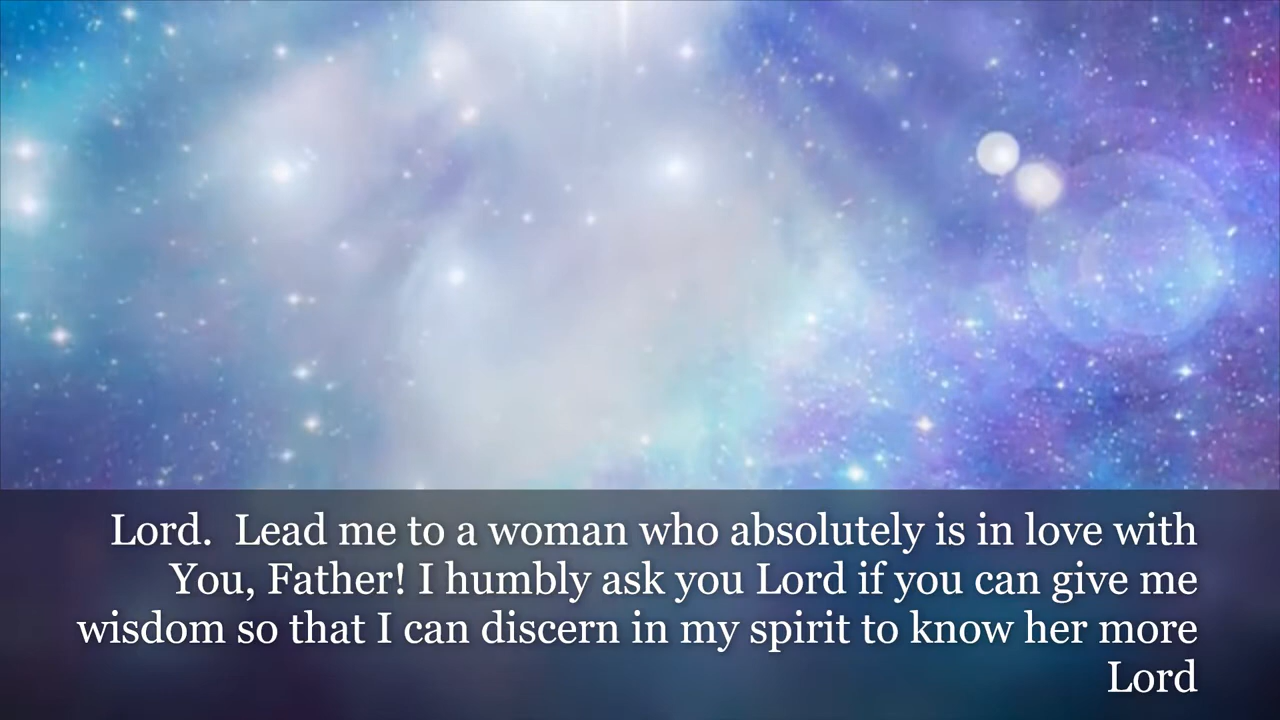 Lord.  Lead me to a woman who absolutely is in love with
You, Father! I humbly ask you Lord if you can give me
wisdom so that I can discern in my spirit to know her more
Lord